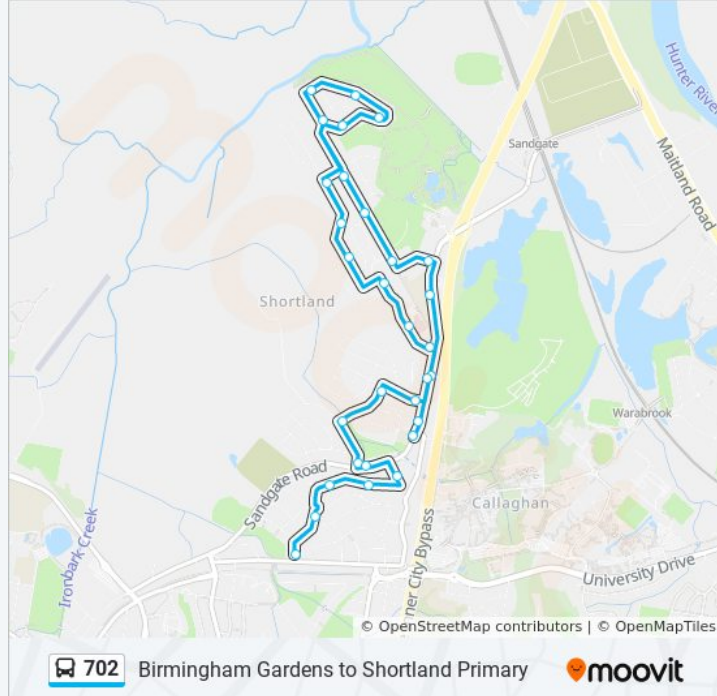 Hunter River
Sandgate
Maitland Road
Shortland
Warabrook
Sandgate Road
Callaghan
Ironbark Creek
ner City Bypass
University Drive
© OpenStreetMap contributors | © OpenMapTiles
702 Birmingham Gardens to Shortland Primary
moovit